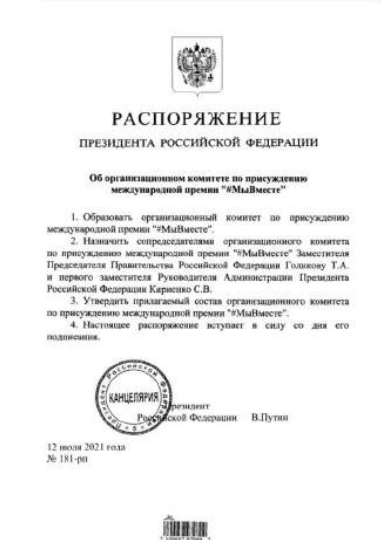 РАСПОРЯЖЕНИЕ
ПРЕЗИДЕНТА РОССИЙСКОЙ ФЕДЕРАЦИИ
Об организационном комитете по присуждению
международной премии "#МыВместе"
1. Образовать организационный комитет по присуждению
международной премии "#МыВместе".
2. Назначить сопредседателями организационного комитета
по присуждению международной премии "#МыВместе" Заместителя
Председателя Правительства Российской Федерации Голикову Т.А.
и первого заместителя Руководителя Администрации Президента
Российской Федерации Кириенко С.В.
3. Утвердить прилагаемый состав организационного комитета
по присуждению международной премии "#МыВместе".
4. Настоящее распоряжение вступает в силу со дня его
подписания.
Президент Российской Федерации
КАНЦЕЛЯРИЯ
Президент
Российской Федерации В.Путин
12 июля 2021 года
№ 181-рп